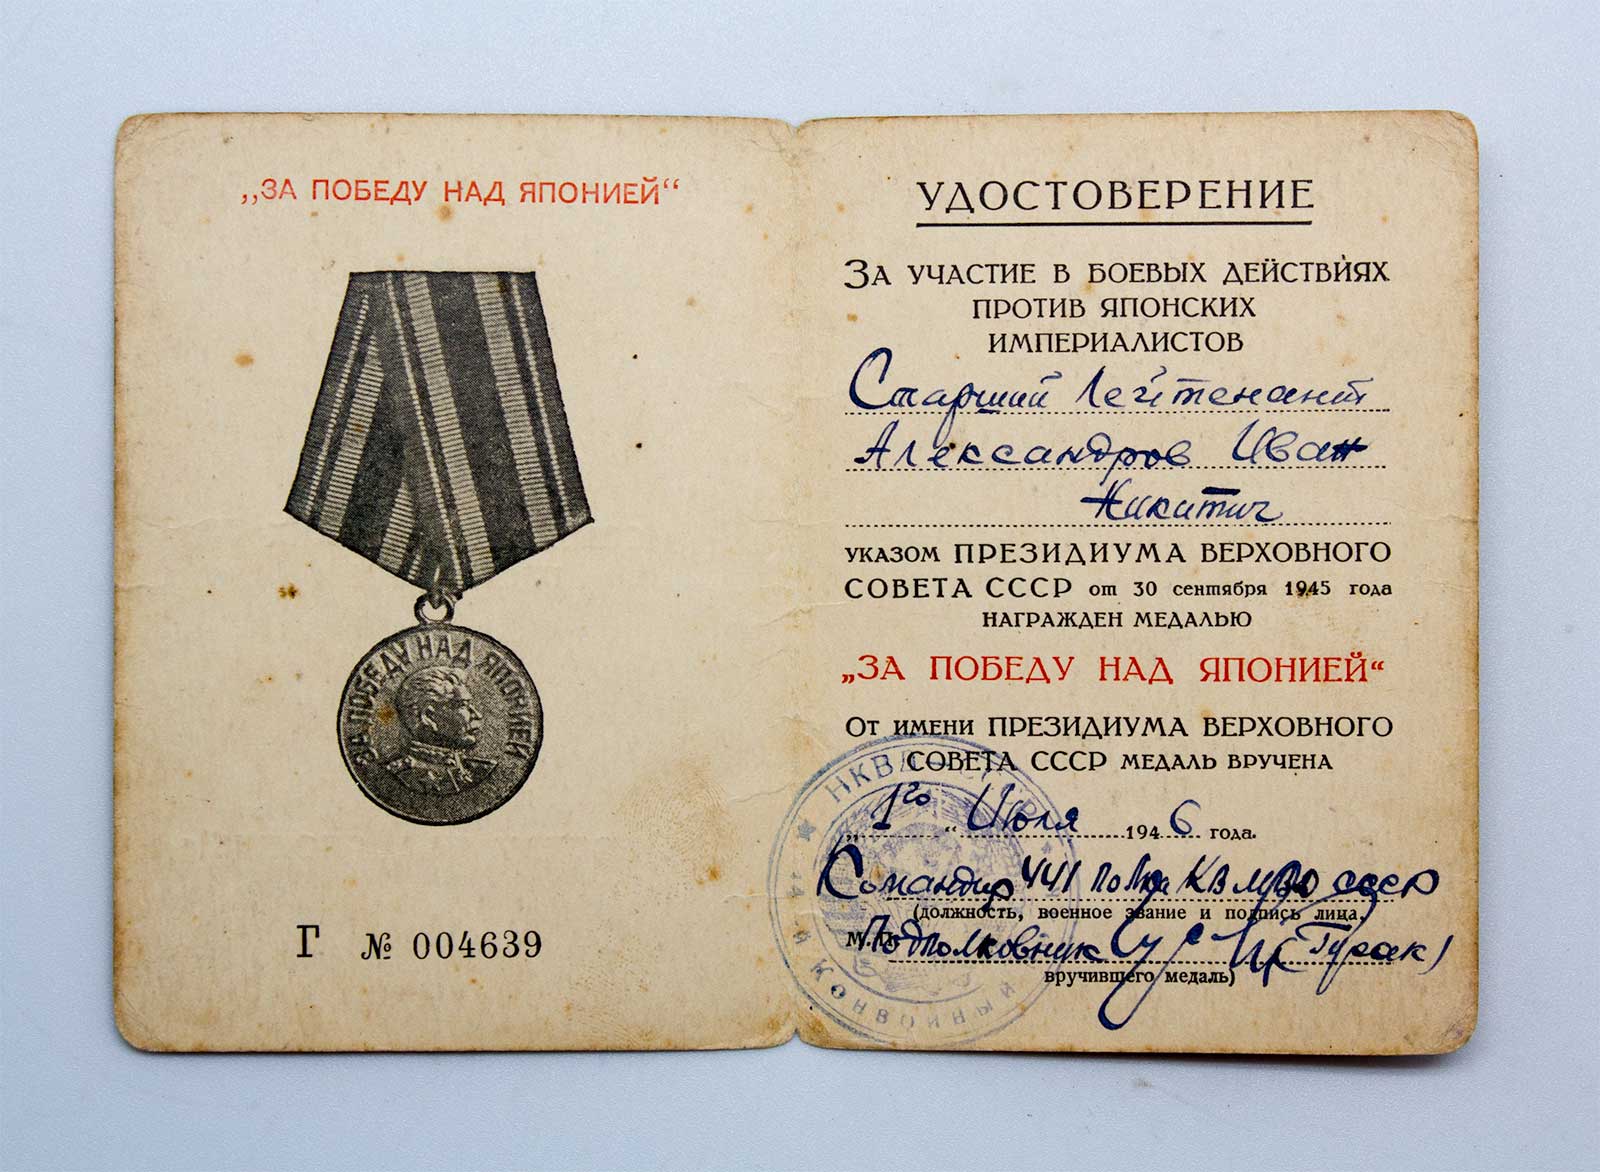 „ЗА ПОБЕДУ НАД ЯПОНИЕЙ“
ЗА ПОБЕДУ НАД ЯПОНИЕЙ
Г № 004639
УДОСТОВЕРЕНИЕ
ЗА УЧАСТИЕ В БОЕВЫХ ДЕЙСТВИЯХ
ПРОТИВ ЯПОНСКИХ
ИМПЕРИАЛИСТОВ
Старший Лейтенант
Александров Иван
Никитич
УКАЗОМ ПРЕЗИДИУМА ВЕРХОВНОГО
СОВЕТА СССР от 30 сентября 1945 года
НАГРАЖДЕН МЕДАЛЬЮ
„ЗА ПОБЕДУ НАД ЯПОНИЕЙ“
ОТ ИМЕНИ ПРЕЗИДИУМА ВЕРХОВНОГО
СОВЕТА СССР МЕДАЛЬ ВРУЧЕНА
„1го“ Июля 1946 года.
Командир 441 полка КВ МВД СССР
(должность, военное звание и подпись лица,
М.П. Подполковник (Гусак)
вручившего медаль)
НКВД
КОНВОЙНЫЙ